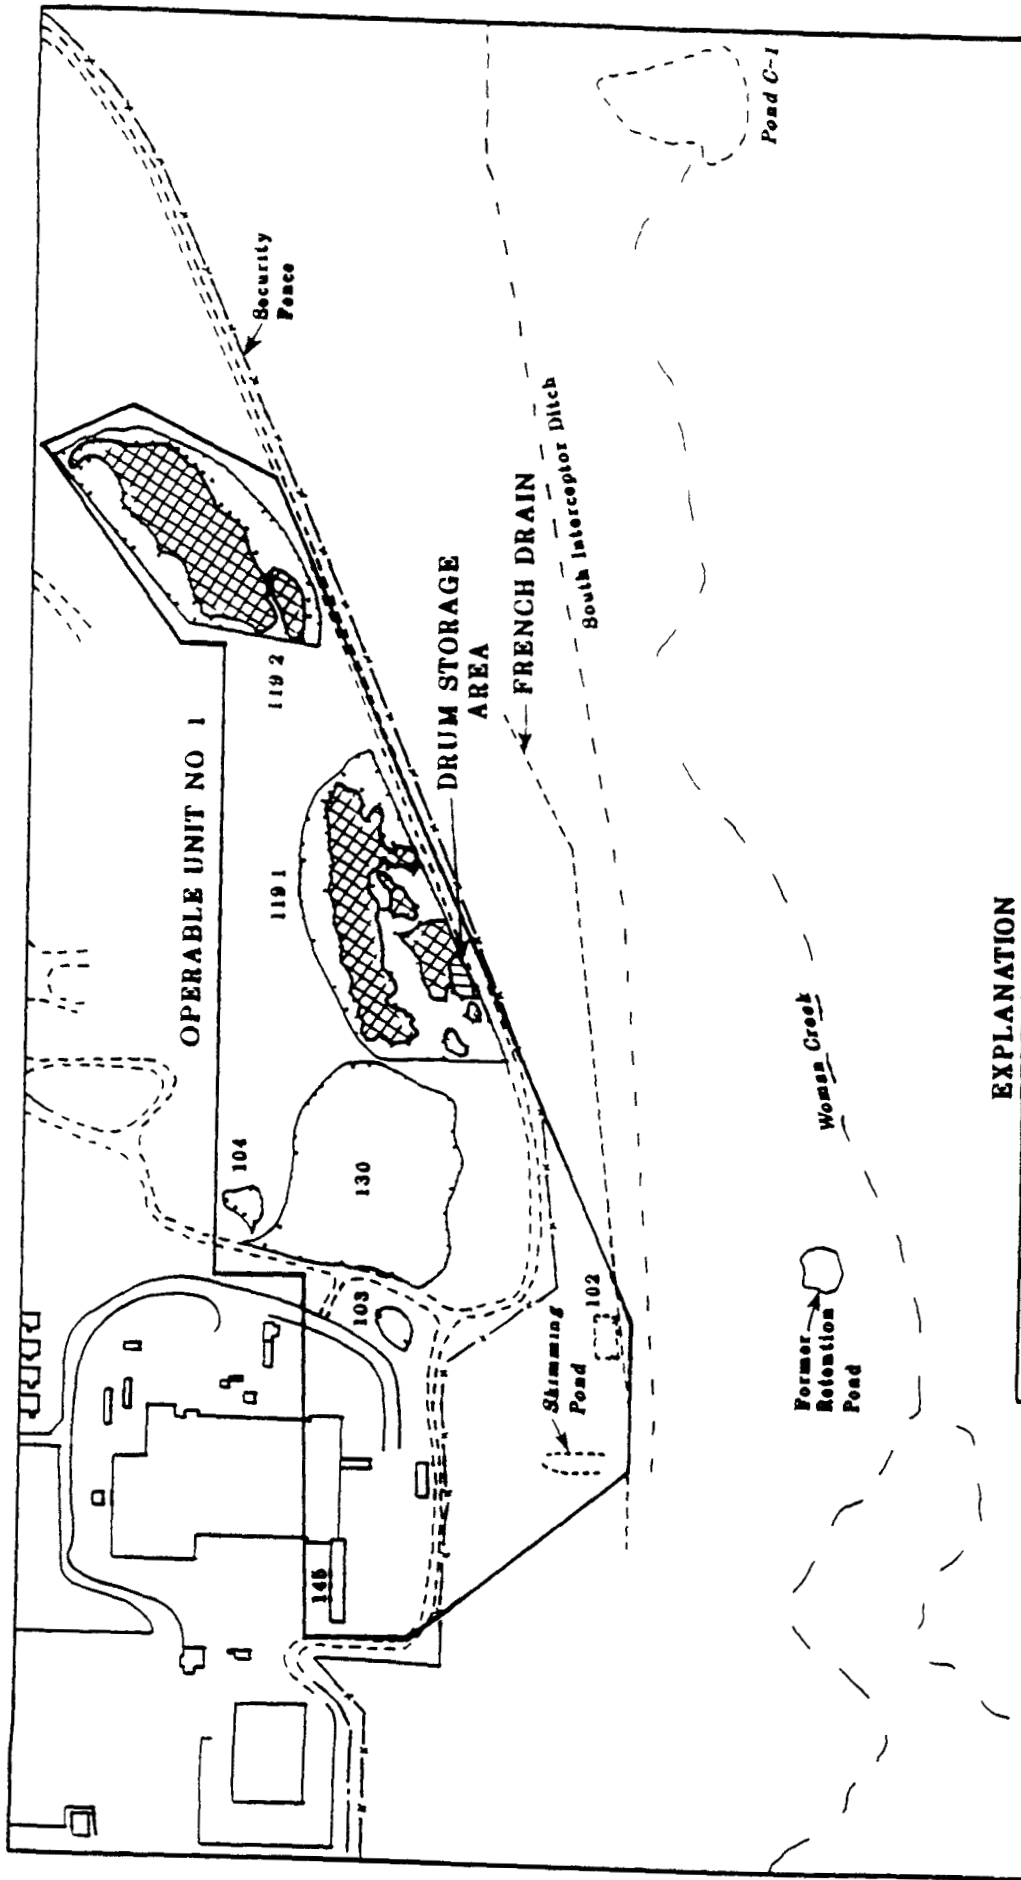 Pond C-1
Security
Fence
South Interceptor Ditch
FRENCH DRAIN
DRUM STORAGE
AREA
119 2
OPERABLE UNIT NO 1
119 1
104
130
103
102
Skimming
Pond
145
Woman Creek
Former
Retention
Pond
EXPLANATION